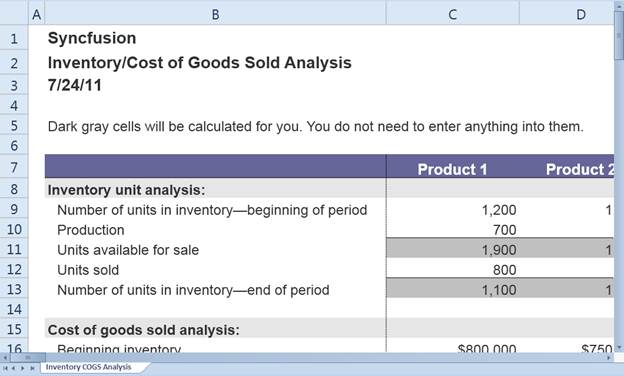 A B C D
1 Syncfusion
2 Inventory/Cost of Goods Sold Analysis
3 7/24/11
4
5 Dark gray cells will be calculated for you. You do not need to enter anything into them.
6
7 Product 1 Product 2
8 Inventory unit analysis:
9 Number of units in inventory—beginning of period 1,200 1
10 Production 700
11 Units available for sale 1,900 1
12 Units sold 800
13 Number of units in inventory—end of period 1,100 1
14
15 Cost of goods sold analysis:
16 Beginning inventory $800,000 $750
Inventory COGS Analysis